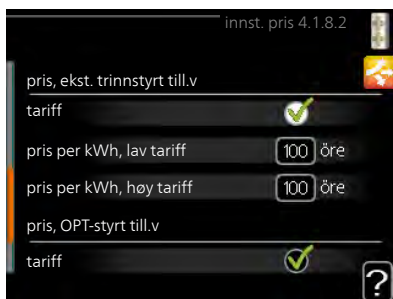 innst. pris 4.1.8.2
pris, ekst. trinnstyrt till.v
tariff
pris per kWh, lav tariff 100 öre
pris per kWh, høy tariff 100 öre
pris, OPT-styrt till.v
tariff
?